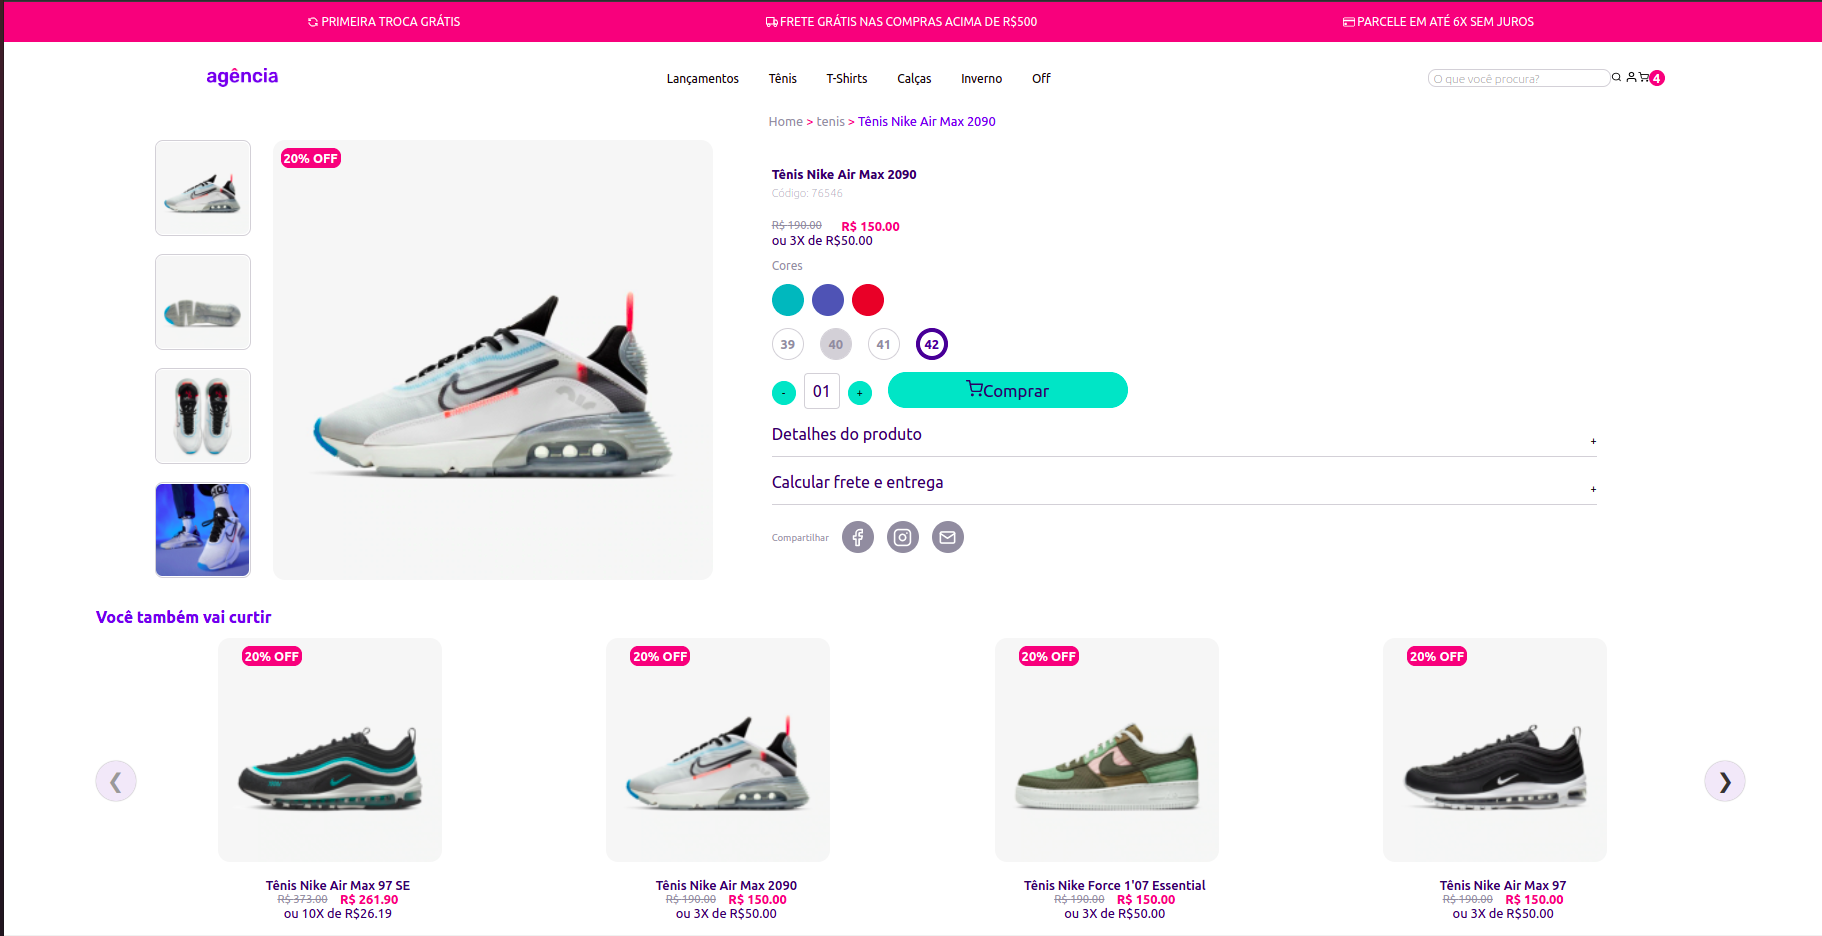 PRIMEIRA TROCA GRÁTIS
FRETE GRÁTIS NAS COMPRAS ACIMA DE R$500
PARCELE EM ATÉ 6X SEM JUROS
agência
Lançamentos Tênis T-Shirts Calças Inverno Off
O que você procura?
4
Home > tenis > Tênis Nike Air Max 2090
20% OFF
Tênis Nike Air Max 2090
Código: 76546
R$ 190.00 R$ 150.00
ou 3X de R$50.00
Cores
39 40 41 42
- 01 + Comprar
Detalhes do produto +
Calcular frete e entrega +
Compartilhar
Você também vai curtir
20% OFF 20% OFF 20% OFF 20% OFF
❮ ❯
Tênis Nike Air Max 97 SE
R$ 373.00 R$ 261.90
ou 10X de R$26.19
Tênis Nike Air Max 2090
R$ 190.00 R$ 150.00
ou 3X de R$50.00
Tênis Nike Force 1'07 Essential
R$ 190.00 R$ 150.00
ou 3X de R$50.00
Tênis Nike Air Max 97
R$ 190.00 R$ 150.00
ou 3X de R$50.00